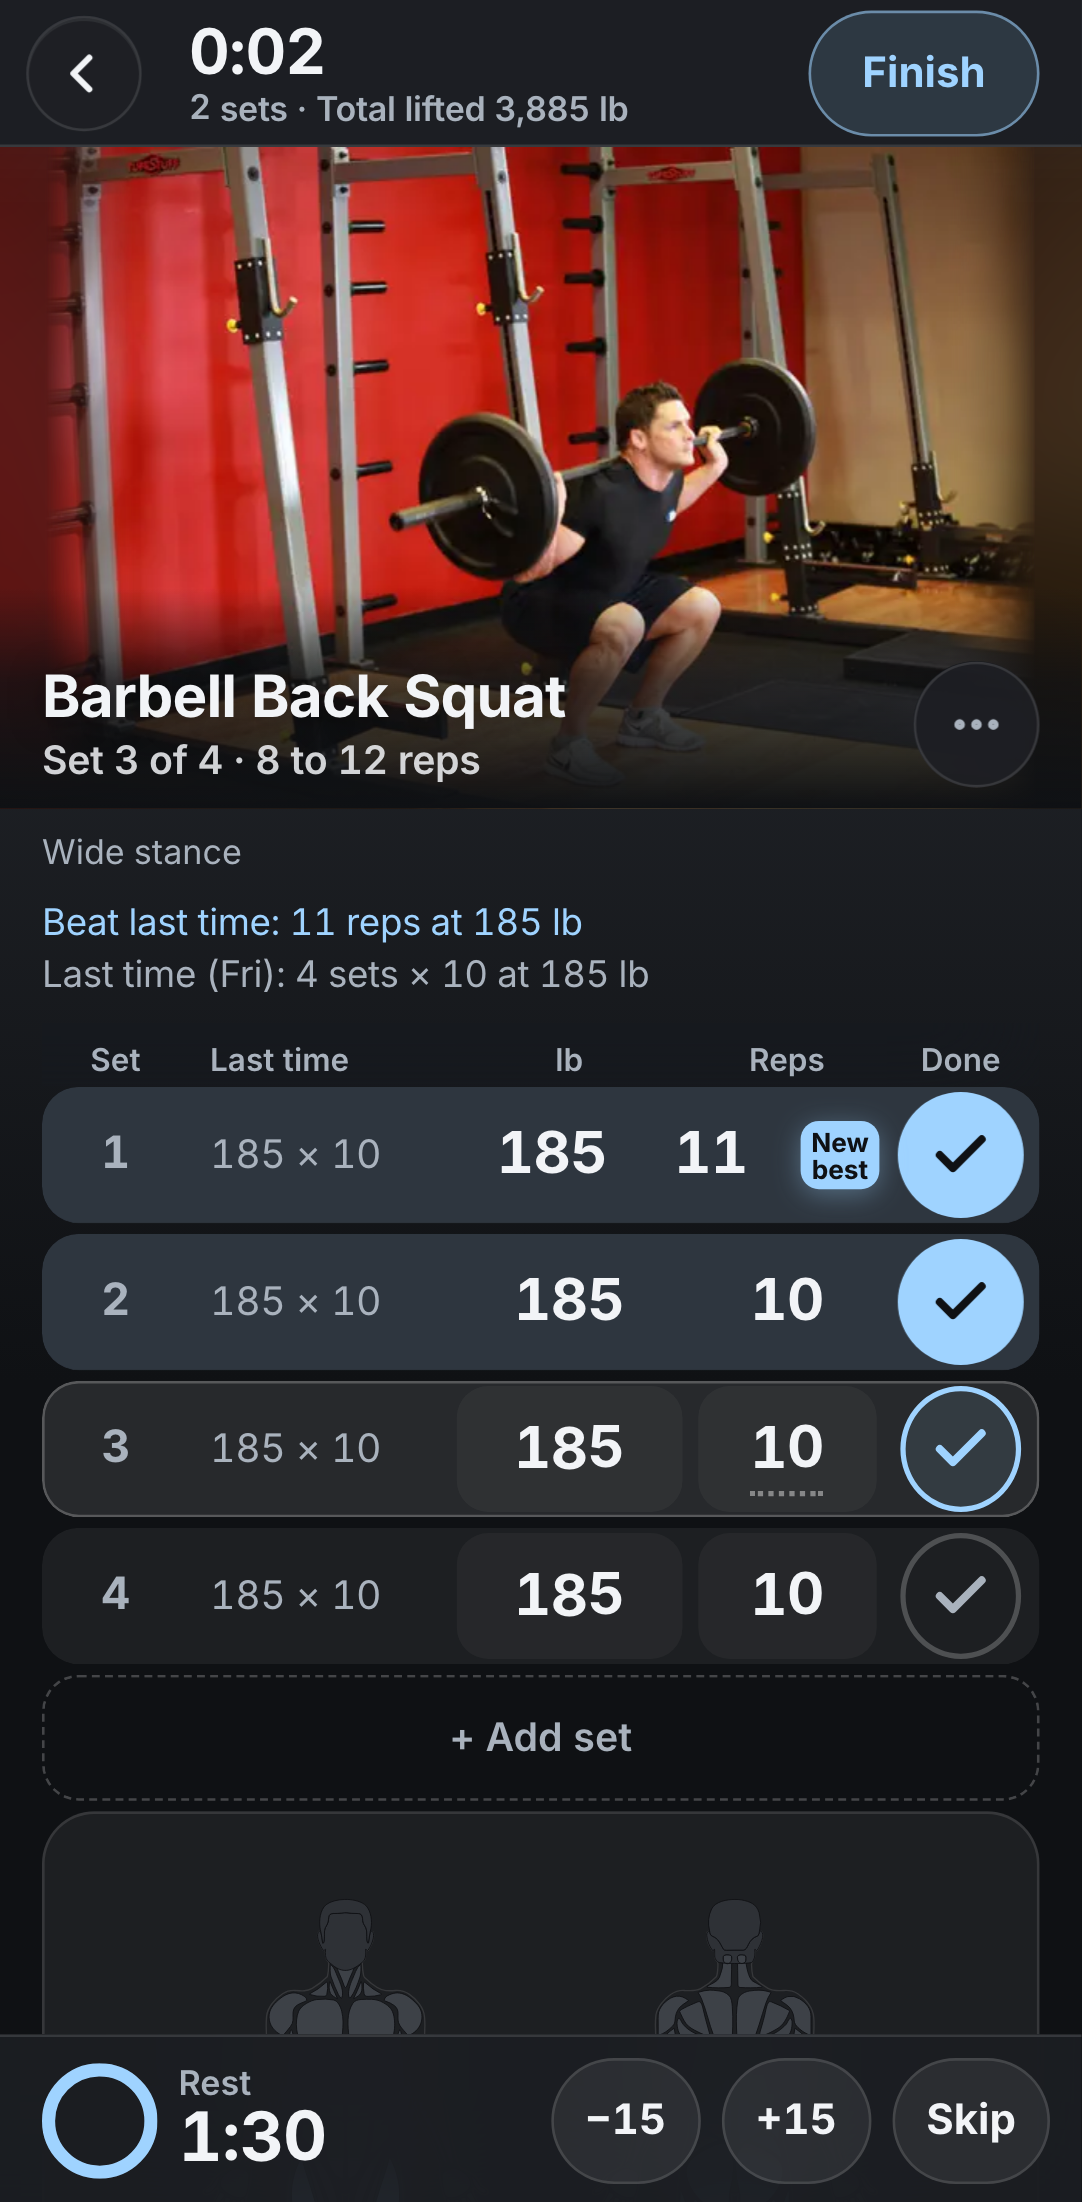 0:02
2 sets · Total lifted 3,885 lb
Finish
Barbell Back Squat
Set 3 of 4 · 8 to 12 reps
Wide stance
Beat last time: 11 reps at 185 lb
Last time (Fri): 4 sets × 10 at 185 lb
Set Last time lb Reps Done
1 185 × 10 185 11 New best
2 185 × 10 185 10
3 185 × 10 185 10
4 185 × 10 185 10
+ Add set
Rest
1:30
−15 +15 Skip